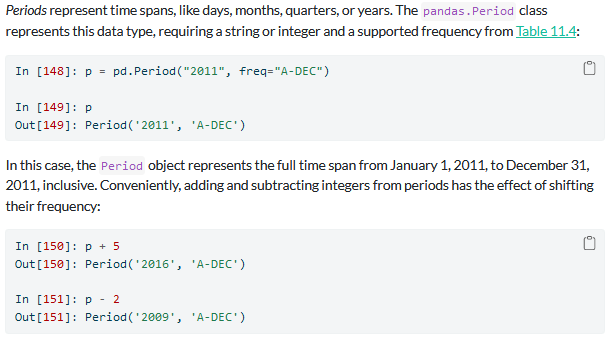 Periods represent time spans, like days, months, quarters, or years. The pandas.Period class
represents this data type, requiring a string or integer and a supported frequency from Table 11.4:
In [148]: p = pd.Period("2011", freq="A-DEC")
In [149]: p
Out[149]: Period('2011', 'A-DEC')
In this case, the Period object represents the full time span from January 1, 2011, to December 31,
2011, inclusive. Conveniently, adding and subtracting integers from periods has the effect of shifting
their frequency:
In [150]: p + 5
Out[150]: Period('2016', 'A-DEC')
In [151]: p - 2
Out[151]: Period('2009', 'A-DEC')